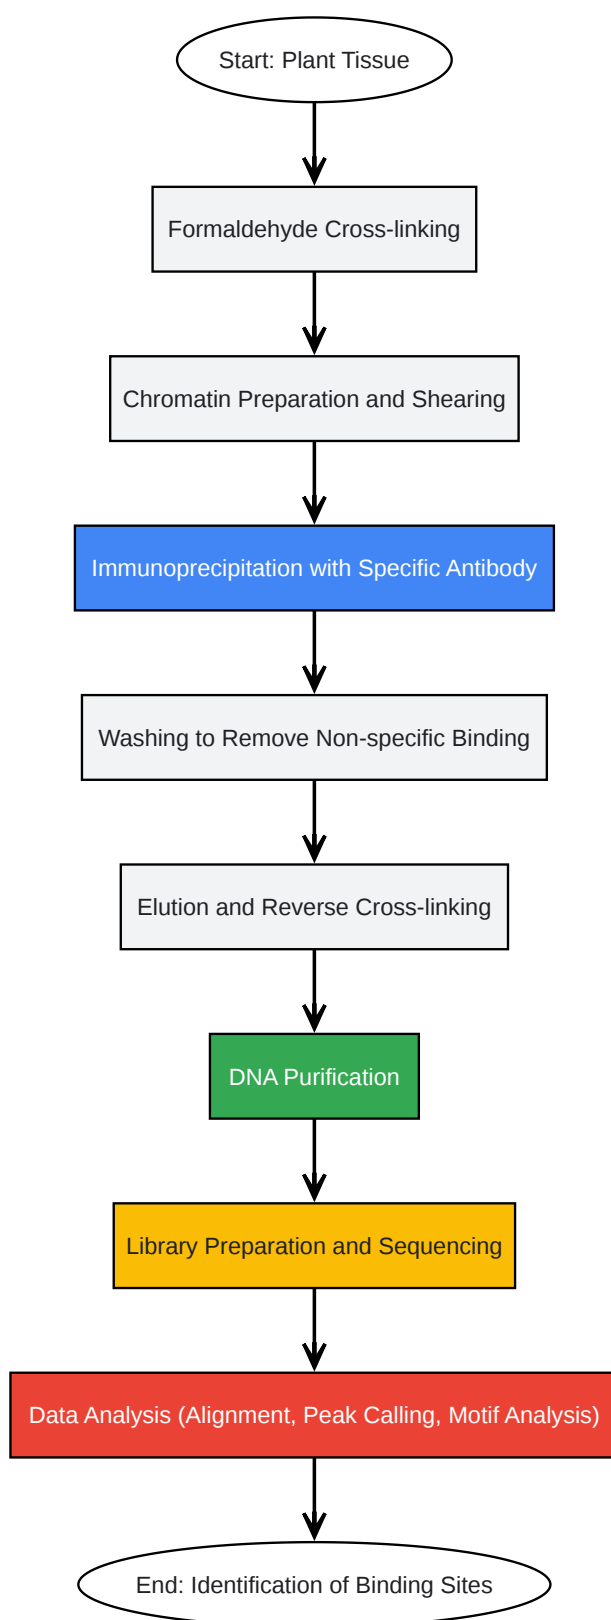 Start: Plant Tissue
Formaldehyde Cross-linking
Chromatin Preparation and Shearing
Immunoprecipitation with Specific Antibody
Washing to Remove Non-specific Binding
Elution and Reverse Cross-linking
DNA Purification
Library Preparation and Sequencing
Data Analysis (Alignment, Peak Calling, Motif Analysis)
End: Identification of Binding Sites